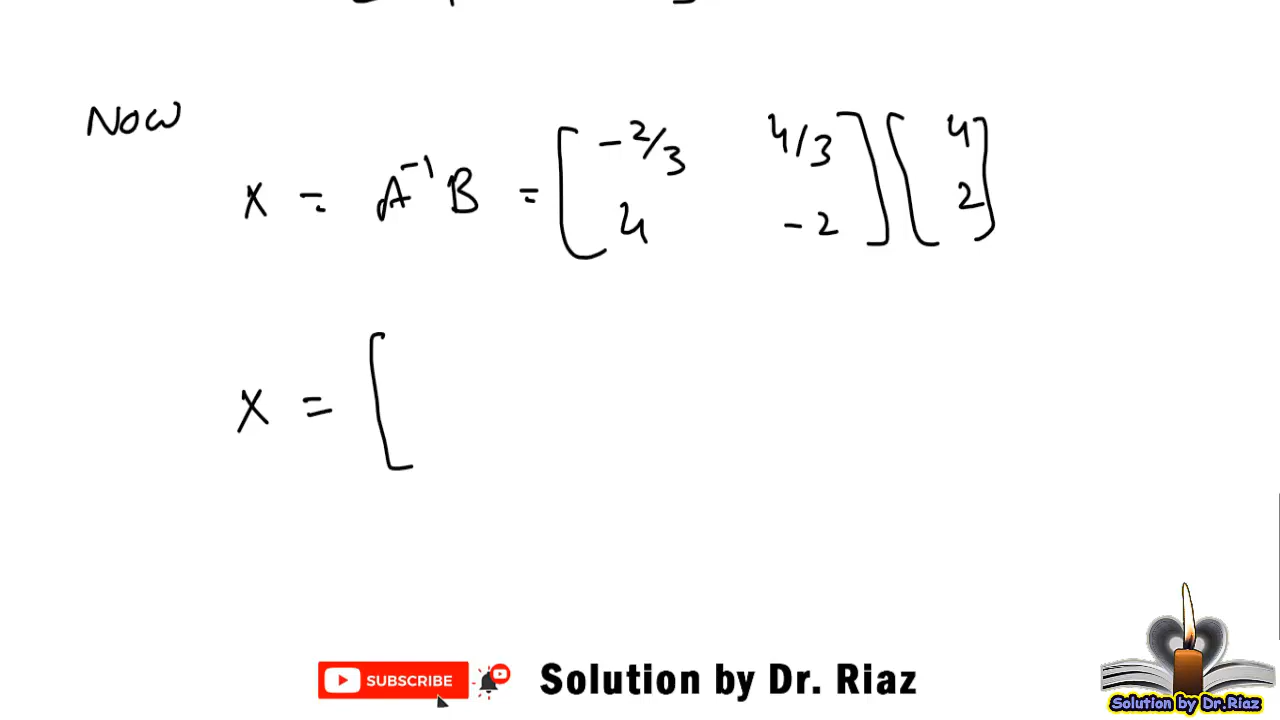 Now
X = A⁻¹B = [ -2/3 4/3 ] [ 4 ]
4 -2 2
X = [
SUBSCRIBE Solution by Dr. Riaz
Solution by Dr.Riaz